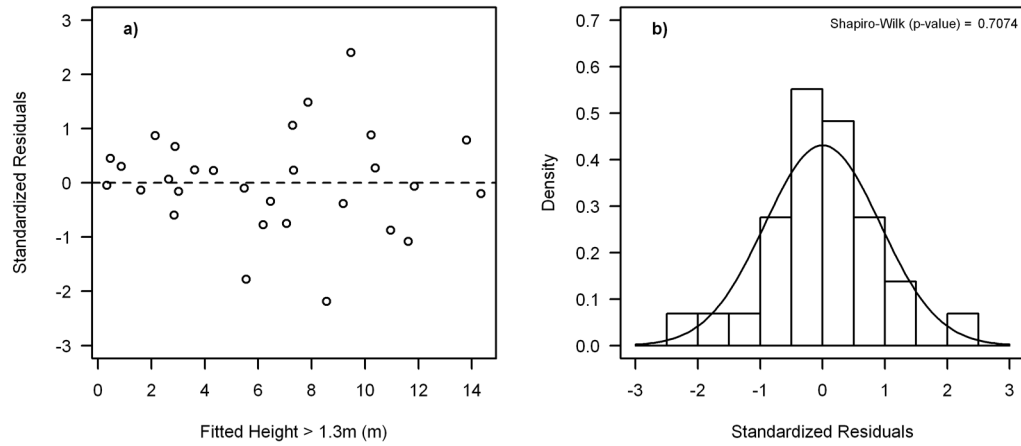 a)
3
2
1
0
-1
-2
-3
Standardized Residuals
0 2 4 6 8 10 12 14
Fitted Height > 1.3m (m)
b)
Shapiro-Wilk (p-value) = 0.7074
0.7
0.6
0.5
0.4
0.3
0.2
0.1
0.0
Density
-3 -2 -1 0 1 2 3
Standardized Residuals